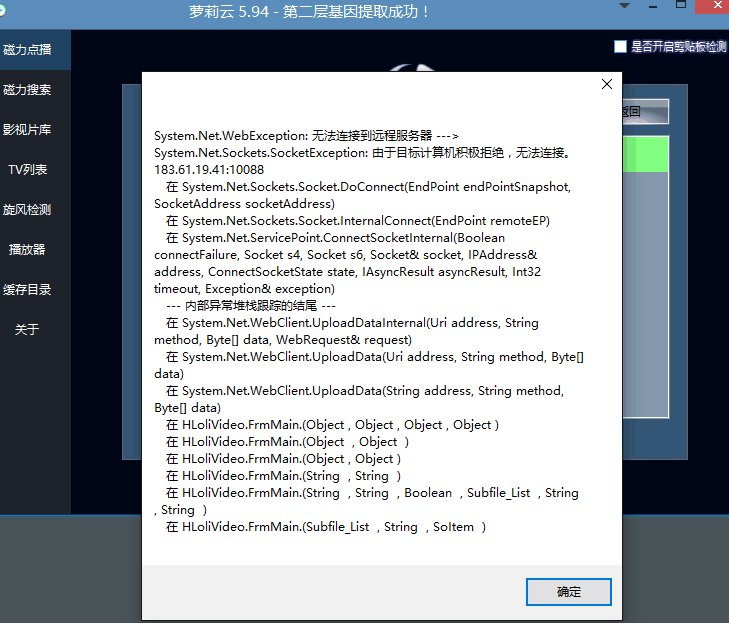 萝莉云 5.94 - 第二层基因提取成功！
磁力点播
是否开启剪贴板检测
磁力搜索
影视片库
TV列表
旋风检测
播放器
缓存目录
关于
返回
System.Net.WebException: 无法连接到远程服务器 --->
System.Net.Sockets.SocketException: 由于目标计算机积极拒绝，无法连接。
183.61.19.41:10088
在 System.Net.Sockets.Socket.DoConnect(EndPoint endPointSnapshot,
SocketAddress socketAddress)
在 System.Net.Sockets.Socket.InternalConnect(EndPoint remoteEP)
在 System.Net.ServicePoint.ConnectSocketInternal(Boolean
connectFailure, Socket s4, Socket s6, Socket& socket, IPAddress&
address, ConnectSocketState state, IAsyncResult asyncResult, Int32
timeout, Exception& exception)
--- 内部异常堆栈跟踪的结尾 ---
在 System.Net.WebClient.UploadDataInternal(Uri address, String
method, Byte[] data, WebRequest& request)
在 System.Net.WebClient.UploadData(Uri address, String method, Byte[]
data)
在 System.Net.WebClient.UploadData(String address, String method,
Byte[] data)
在 HLoliVideo.FrmMain.(Object , Object , Object , Object )
在 HLoliVideo.FrmMain.(Object , Object )
在 HLoliVideo.FrmMain.(Object , Object )
在 HLoliVideo.FrmMain.(String , String )
在 HLoliVideo.FrmMain.(String , String , Boolean , Subfile_List , String
, String )
在 HLoliVideo.FrmMain.(Subfile_List , String , SoItem )
确定